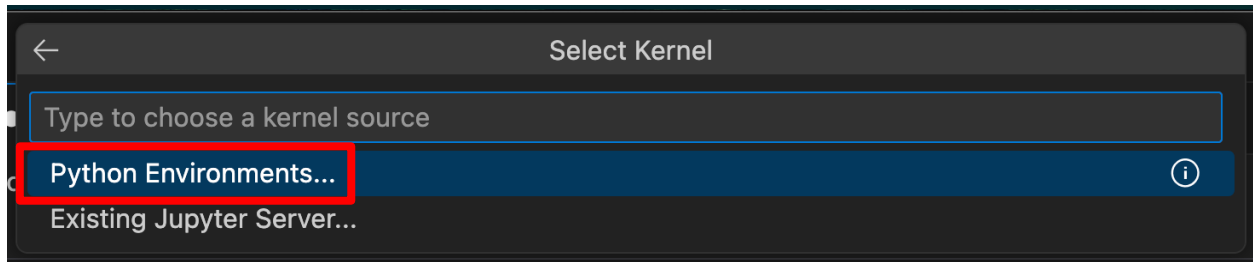 Select Kernel
Type to choose a kernel source
Python Environments...
Existing Jupyter Server...